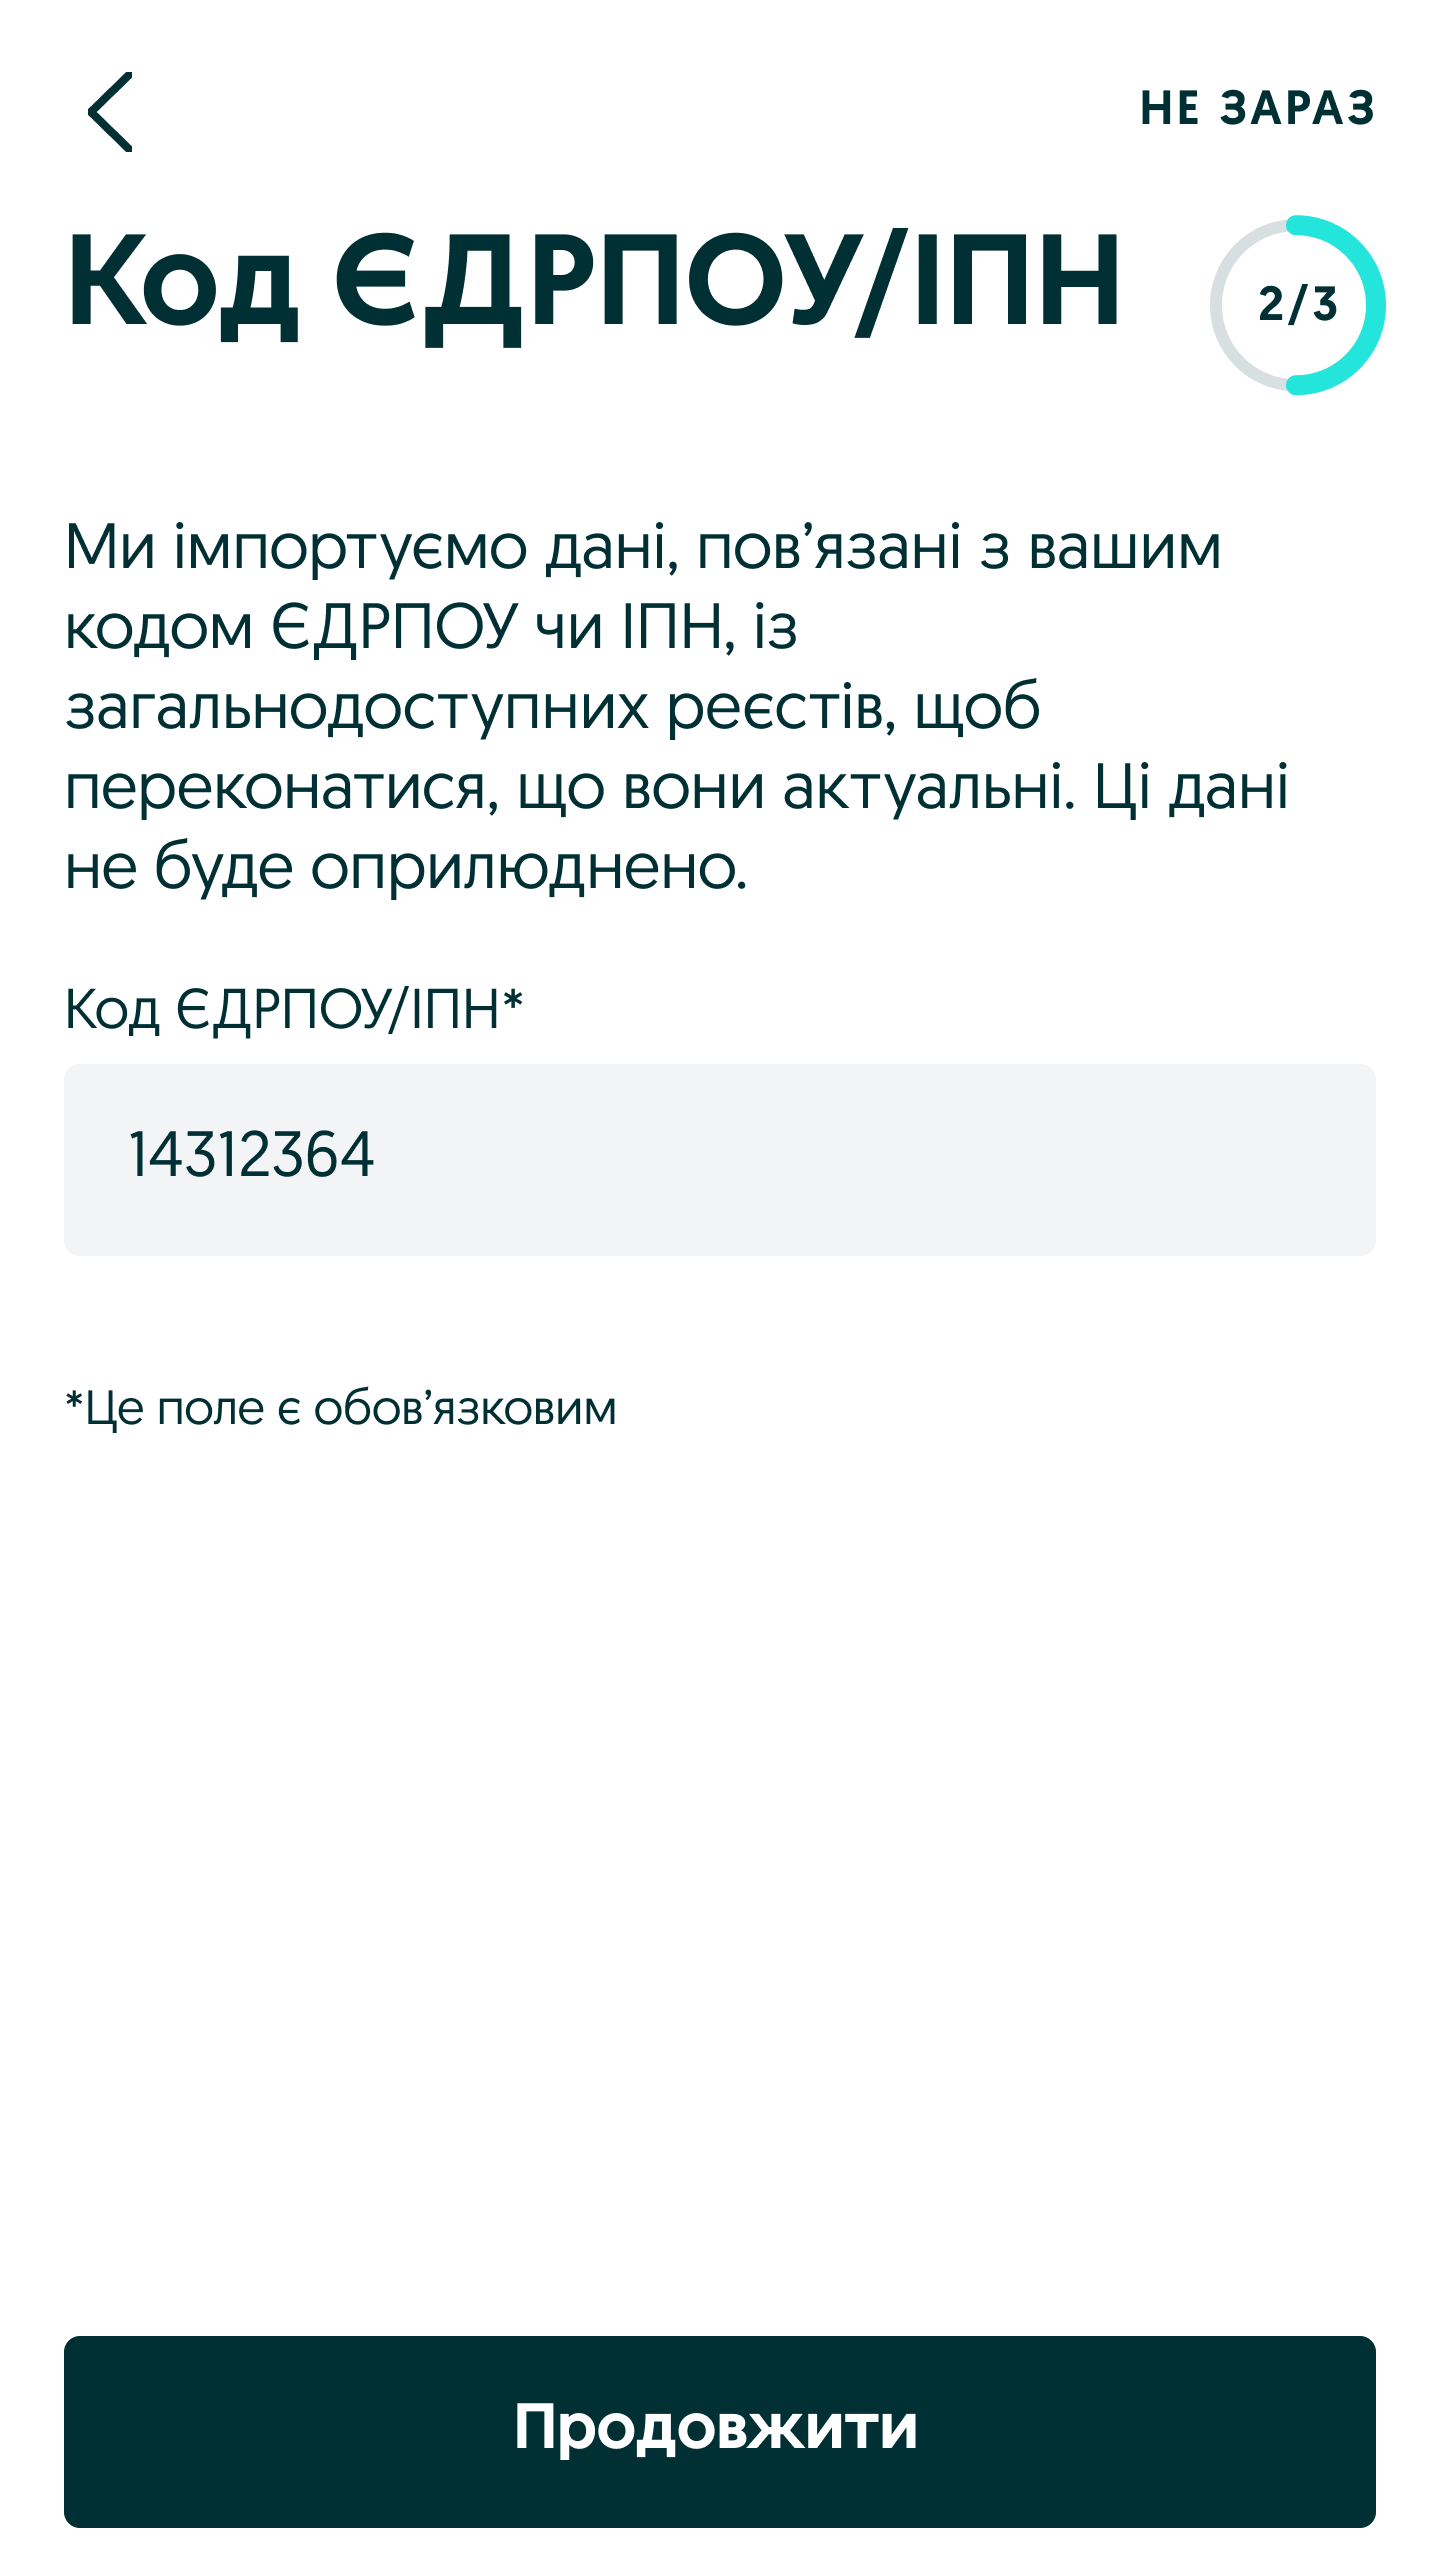 НЕ ЗАРАЗ
Код ЄДРПОУ/ІПН
2/3
Ми імпортуємо дані, пов’язані з вашим
кодом ЄДРПОУ чи ІПН, із
загальнодоступних реєстів, щоб
переконатися, що вони актуальні. Ці дані
не буде оприлюднено.
Код ЄДРПОУ/ІПН*
14312364
*Це поле є обов’язковим
Продовжити